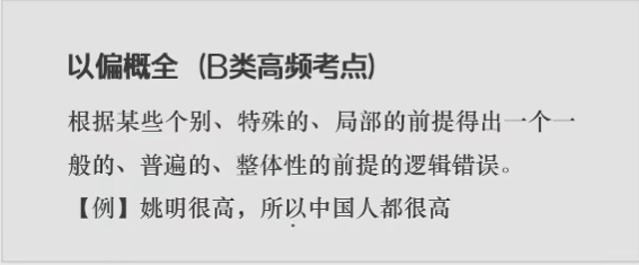 以偏概全（B类高频考点）
根据某些个别、特殊的、局部的前提得出一个一
般的、普遍的、整体性的前提的逻辑错误。
【例】姚明很高，所以中国人都很高